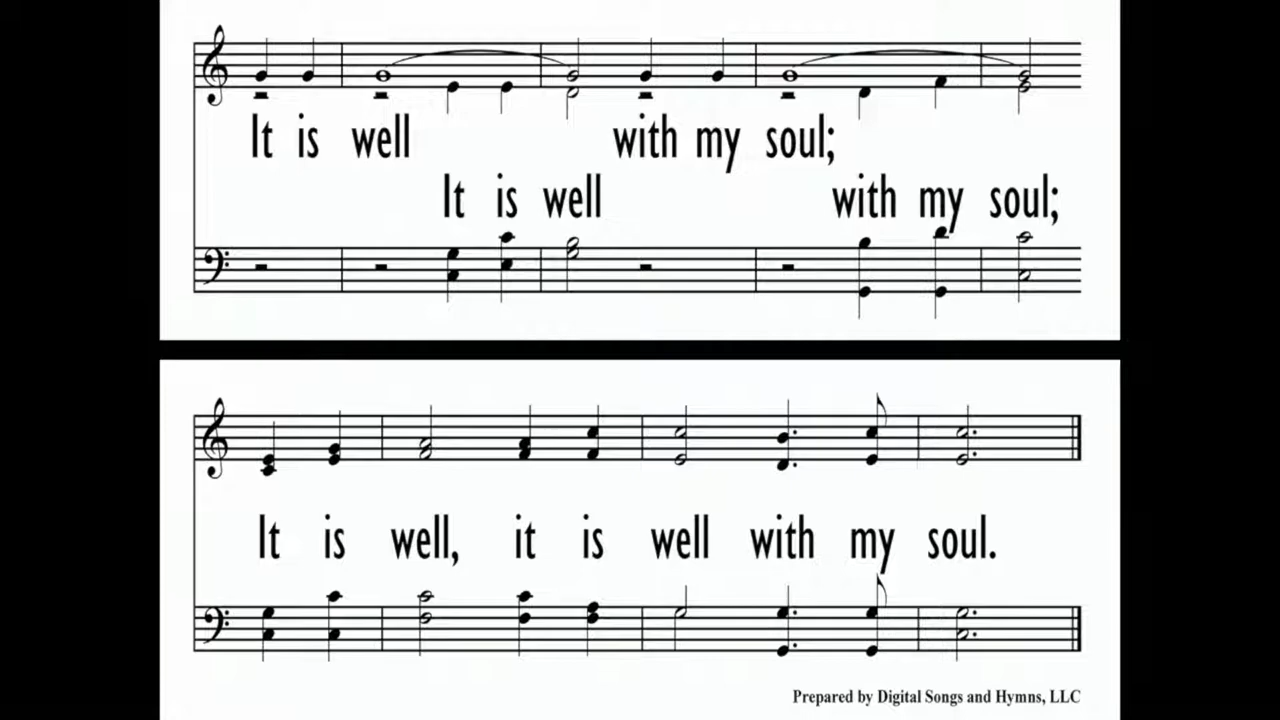 It is well with my soul;
It is well with my soul;
It is well, it is well with my soul.
Prepared by Digital Songs and Hymns, LLC